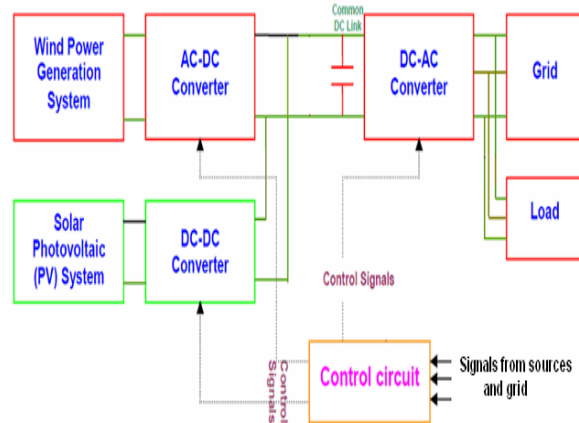 Wind Power
Generation
System
AC-DC
Converter
Common
DC Link
DC-AC
Converter
Grid
Solar
Photovoltaic
(PV) System
DC-DC
Converter
Load
Control Signals
Control
Signals
Control circuit
Signals from sources
and grid